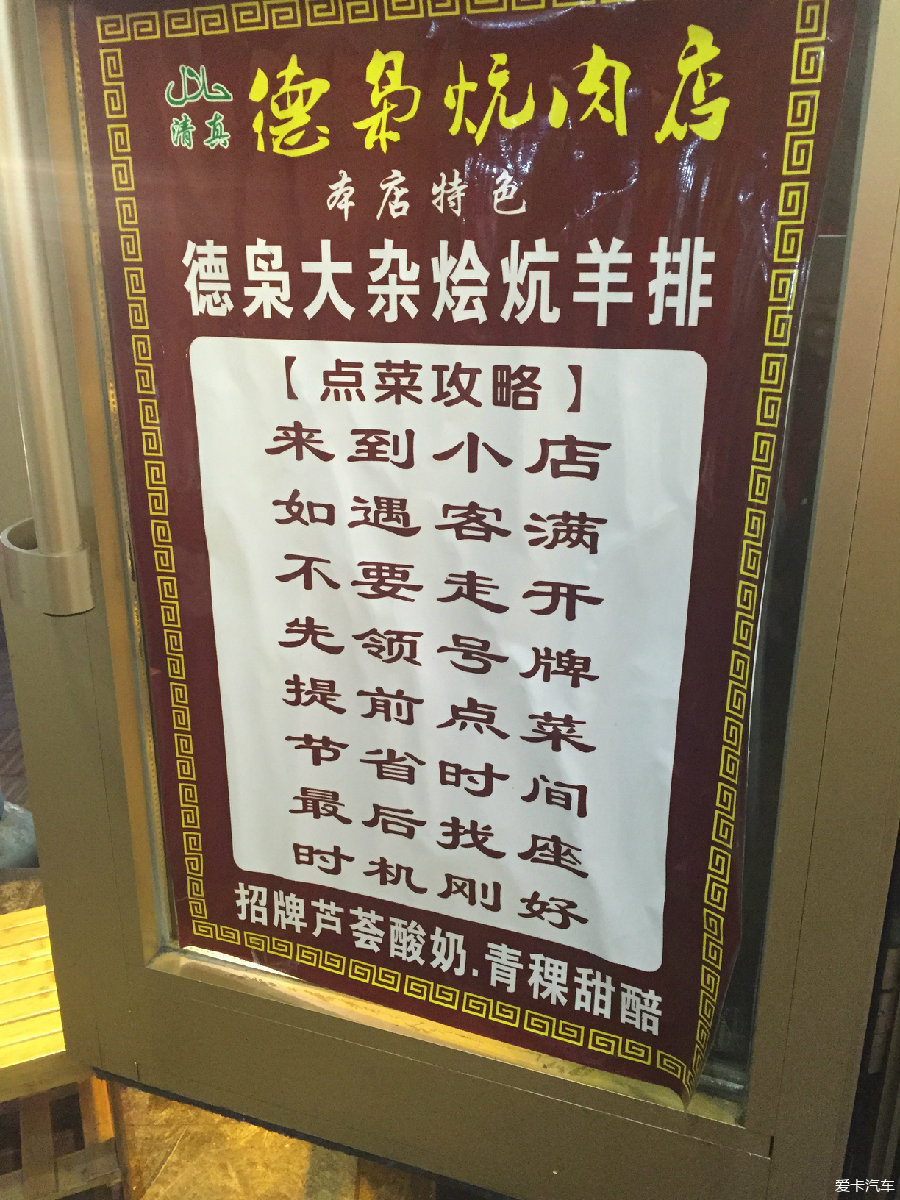 حلال
清真
德枭炕肉店
本店特色
德枭大杂烩炕羊排
【点菜攻略】
来到小店
如遇客满
不要走开
先领号牌
提前点菜
节省时间
最后找座
时机刚好
招牌芦荟酸奶.青稞甜醅
爱卡汽车